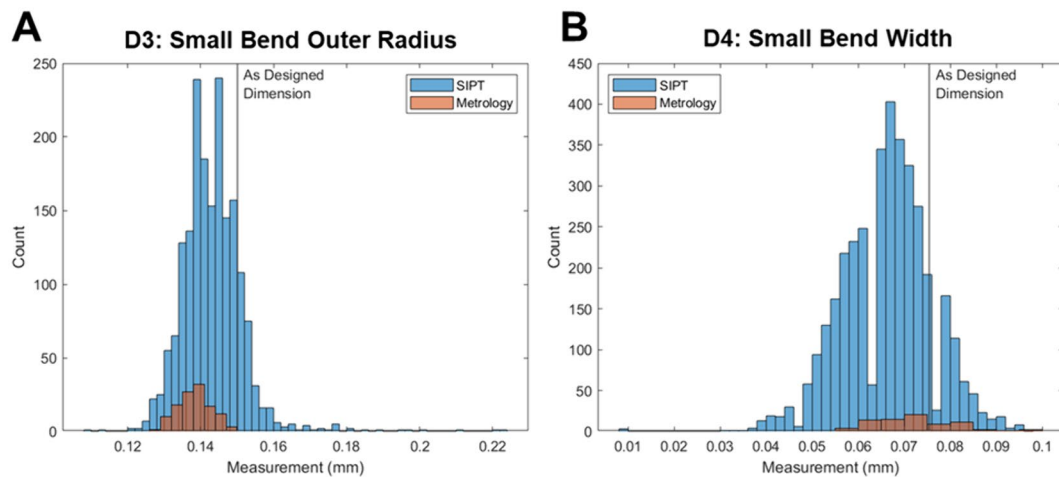 A
D3: Small Bend Outer Radius
As Designed
Dimension
SIPT
Metrology
250
200
150
100
50
0
Count
0.12
0.14
0.16
0.18
0.2
0.22
Measurement (mm)
B
D4: Small Bend Width
As Designed
Dimension
SIPT
Metrology
450
400
350
300
250
200
150
100
50
0
Count
0.01
0.02
0.03
0.04
0.05
0.06
0.07
0.08
0.09
0.1
Measurement (mm)